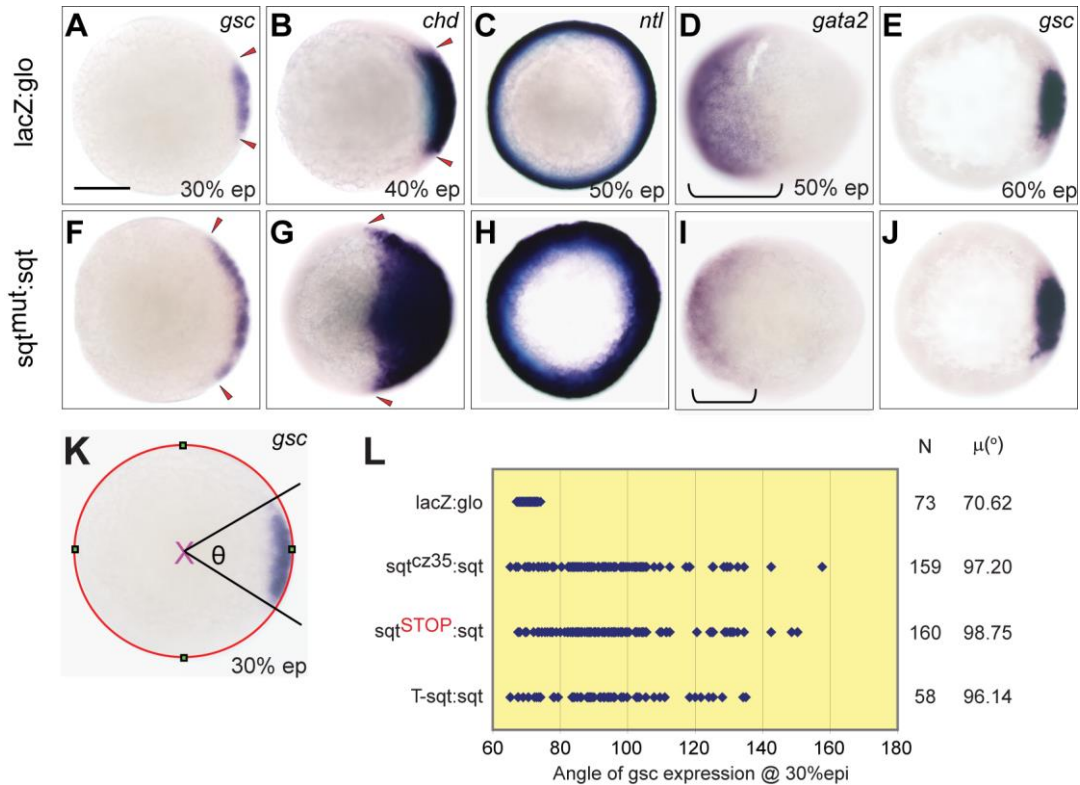 A gsc 30% ep
B chd 40% ep
C ntl 50% ep
D gata2 50% ep
E gsc 60% ep
lacZ:glo
F
G
H
I
J
sqtmut:sqt
K gsc
θ
X
30% ep
L
N μ(°)
lacZ:glo 73 70.62
sqtcz35:sqt 159 97.20
sqtSTOP:sqt 160 98.75
T-sqt:sqt 58 96.14
60 80 100 120 140 160 180
Angle of gsc expression @ 30%epi